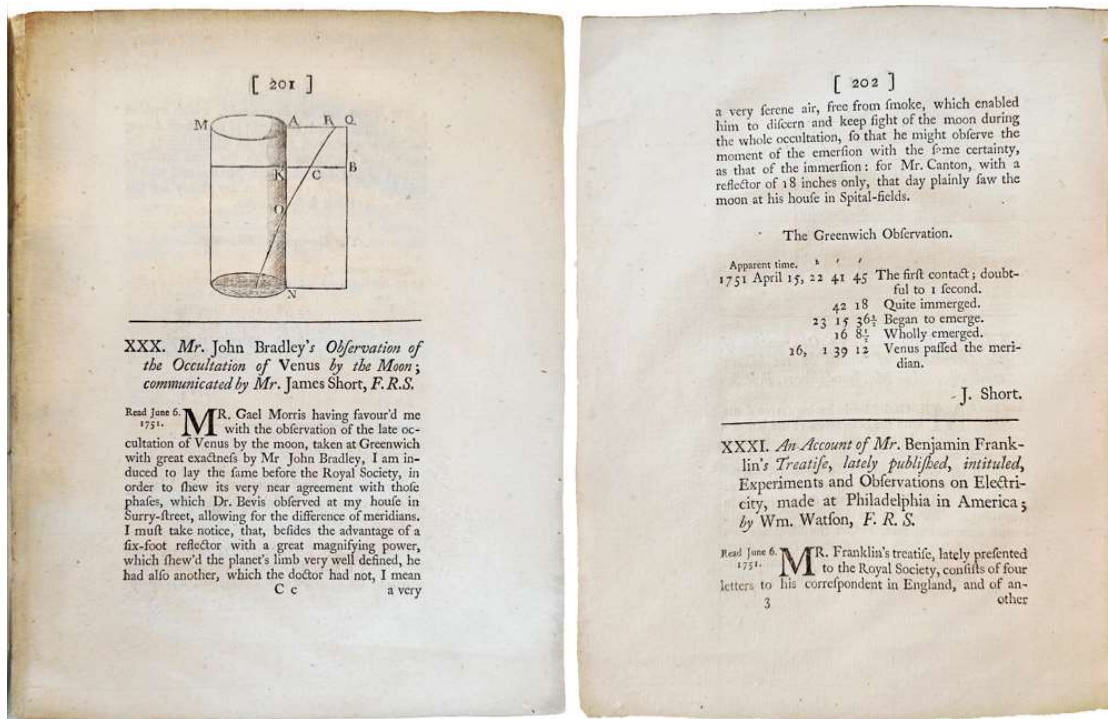 [ 201 ]
M A R Q
K C B
O
N
XXX. Mr. John Bradley's Obſervation of
the Occultation of Venus by the Moon;
communicated by Mr. James Short, F.R.S.
Read June 6.
1751.
MR. Gael Morris having favour'd me
with the obſervation of the late oc-
cultation of Venus by the moon, taken at Greenwich
with great exactneſs by Mr John Bradley, I am in-
duced to lay the ſame before the Royal Society, in
order to ſhew its very near agreement with thoſe
phaſes, which Dr. Bevis obſerved at my houſe in
Surry-ſtreet, allowing for the difference of meridians.
I muſt take notice, that, beſides the advantage of a
ſix-foot reflector with a great magnifying power,
which ſhew'd the planet's limb very well defined, he
had alſo another, which the doctor had not, I mean
C c a very
[ 202 ]
a very ſerene air, free from ſmoke, which enabled
him to diſcern and keep ſight of the moon during
the whole occultation, ſo that he might obſerve the
moment of the emerſion with the ſame certainty,
as that of the immerſion: for Mr. Canton, with a
reflector of 18 inches only, that day plainly ſaw the
moon at his houſe in Spital-fields.
The Greenwich Obſervation.
Apparent time. h ′ ″
1751 April 15, 22 41 45 The firſt contact; doubt-
ful to 1 ſecond.
42 18 Quite immerged.
23 15 36½ Began to emerge.
16 8½ Wholly emerged.
16, 1 39 12 Venus paſſed the meri-
dian.
J. Short.
XXXI. An Account of Mr. Benjamin Frank-
lin's Treatiſe, lately publiſhed, intituled,
Experiments and Obſervations on Electri-
city, made at Philadelphia in America;
by Wm. Watſon, F. R. S.
Read June 6.
1751.
MR. Franklin's treatiſe, lately preſented
to the Royal Society, conſiſts of four
letters to his correſpondent in England, and of an-
3 other